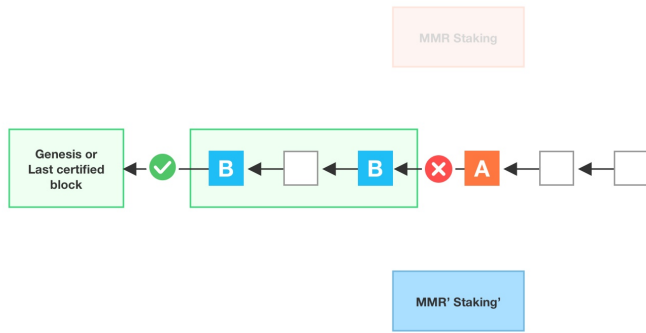 MMR Staking
Genesis or
Last certified
block
B
B
A
MMR' Staking'